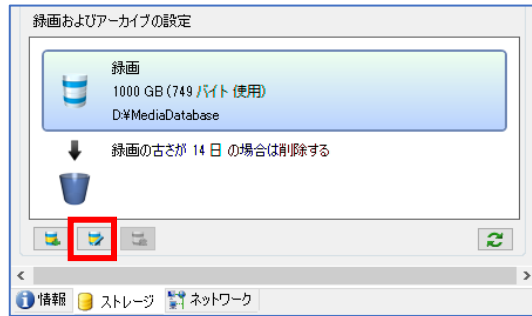 録画およびアーカイブの設定
録画
1000 GB (749 バイト 使用)
D:¥MediaDatabase
録画の古さが 14 日 の場合は削除する
情報 ストレージ ネットワーク